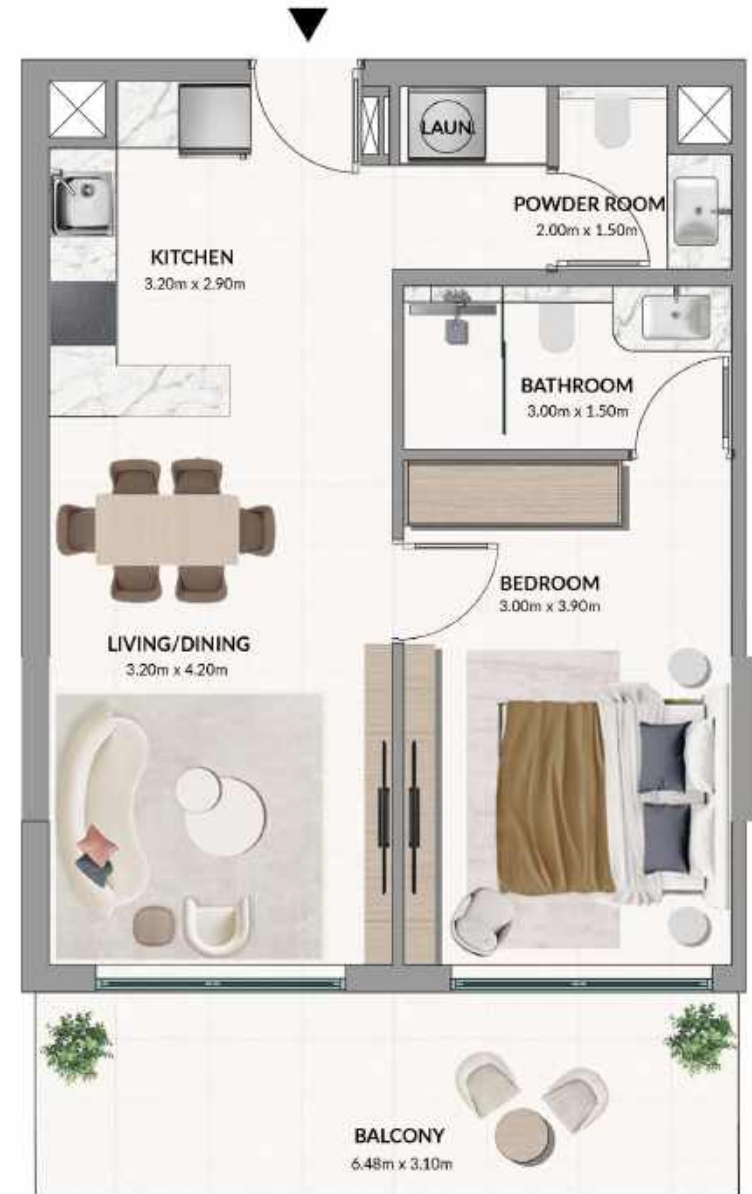 LAUN.
POWDER ROOM
2.00m x 1.50m
KITCHEN
3.20m x 2.90m
BATHROOM
3.00m x 1.50m
BEDROOM
3.00m x 3.90m
LIVING/DINING
3.20m x 4.20m
BALCONY
6.48m x 3.10m